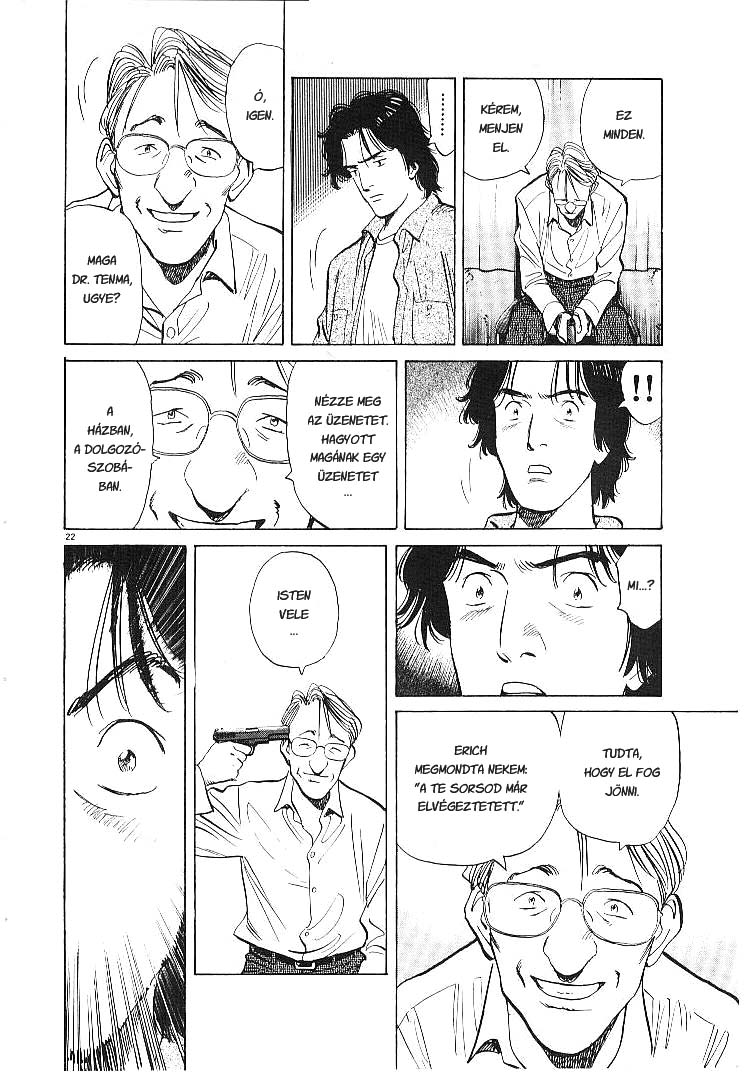 EZ
MINDEN.
KÉREM,
MENJEN
EL.
.........
Ó,
IGEN.
MAGA
DR. TENMA,
UGYE?
!!
NÉZZE MEG
AZ ÜZENETET.
HAGYOTT
MAGÁNAK EGY
ÜZENETET
...
A
HÁZBAN,
A DOLGOZÓ-
SZOBÁ-
BAN.
22
MI...?
TUDTA,
HOGY EL FOG
JÖNNI.
ERICH
MEGMONDTA NEKEM:
"A TE SORSOD MÁR
ELVÉGEZTETETT."
ISTEN
VELE
...